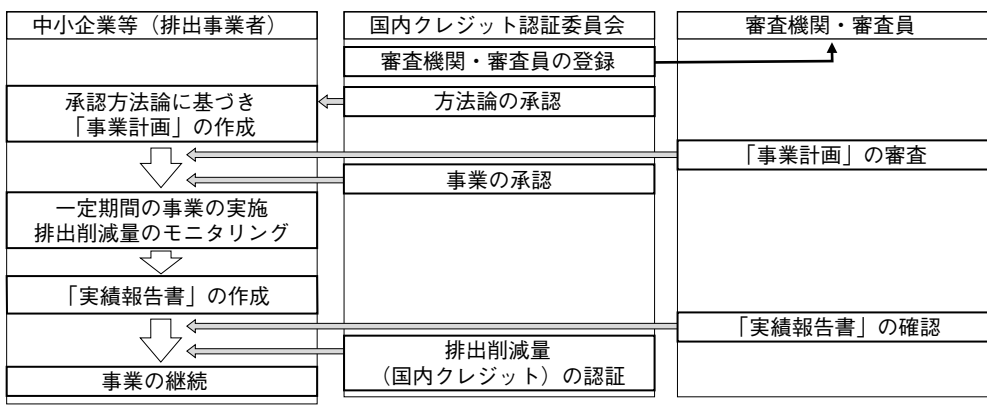 中小企業等（排出事業者）
国内クレジット認証委員会
審査機関・審査員
審査機関・審査員の登録
方法論の承認
承認方法論に基づき
「事業計画」の作成
「事業計画」の審査
事業の承認
一定期間の事業の実施
排出削減量のモニタリング
「実績報告書」の作成
「実績報告書」の確認
排出削減量
（国内クレジット）の認証
事業の継続